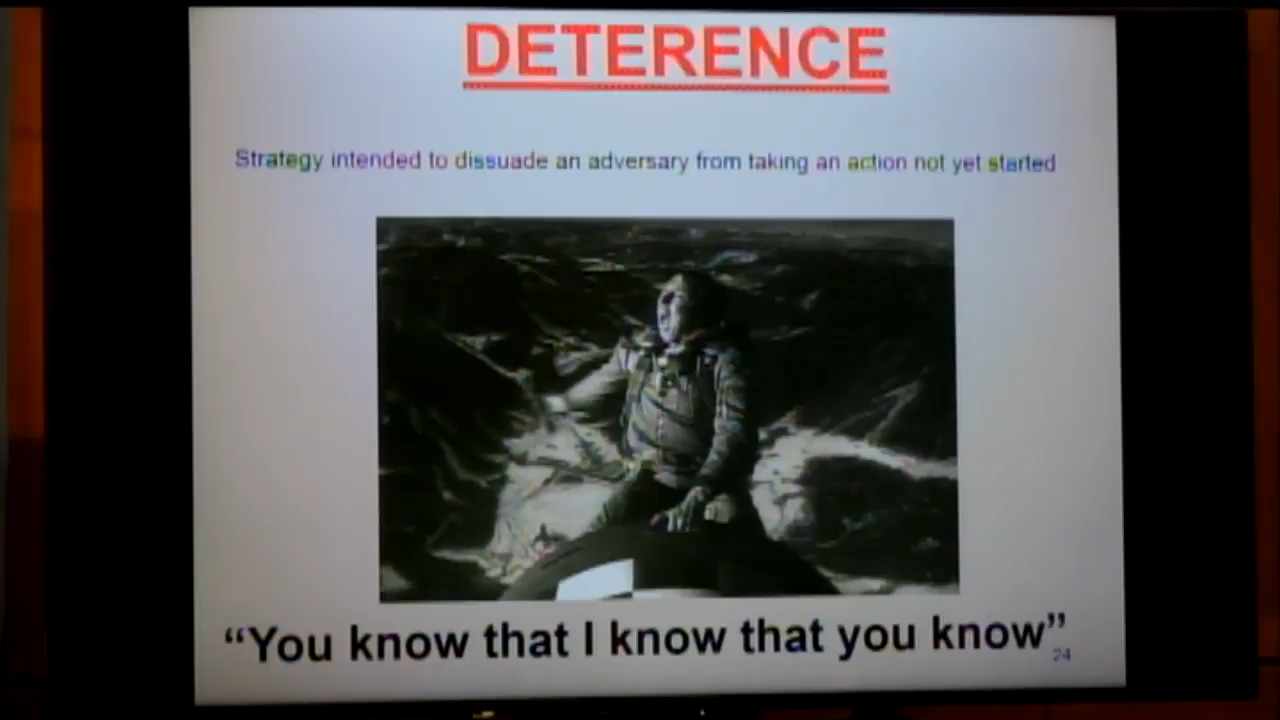 DETERENCE
Strategy intended to dissuade an adversary from taking an action not yet started
“You know that I know that you know”
24